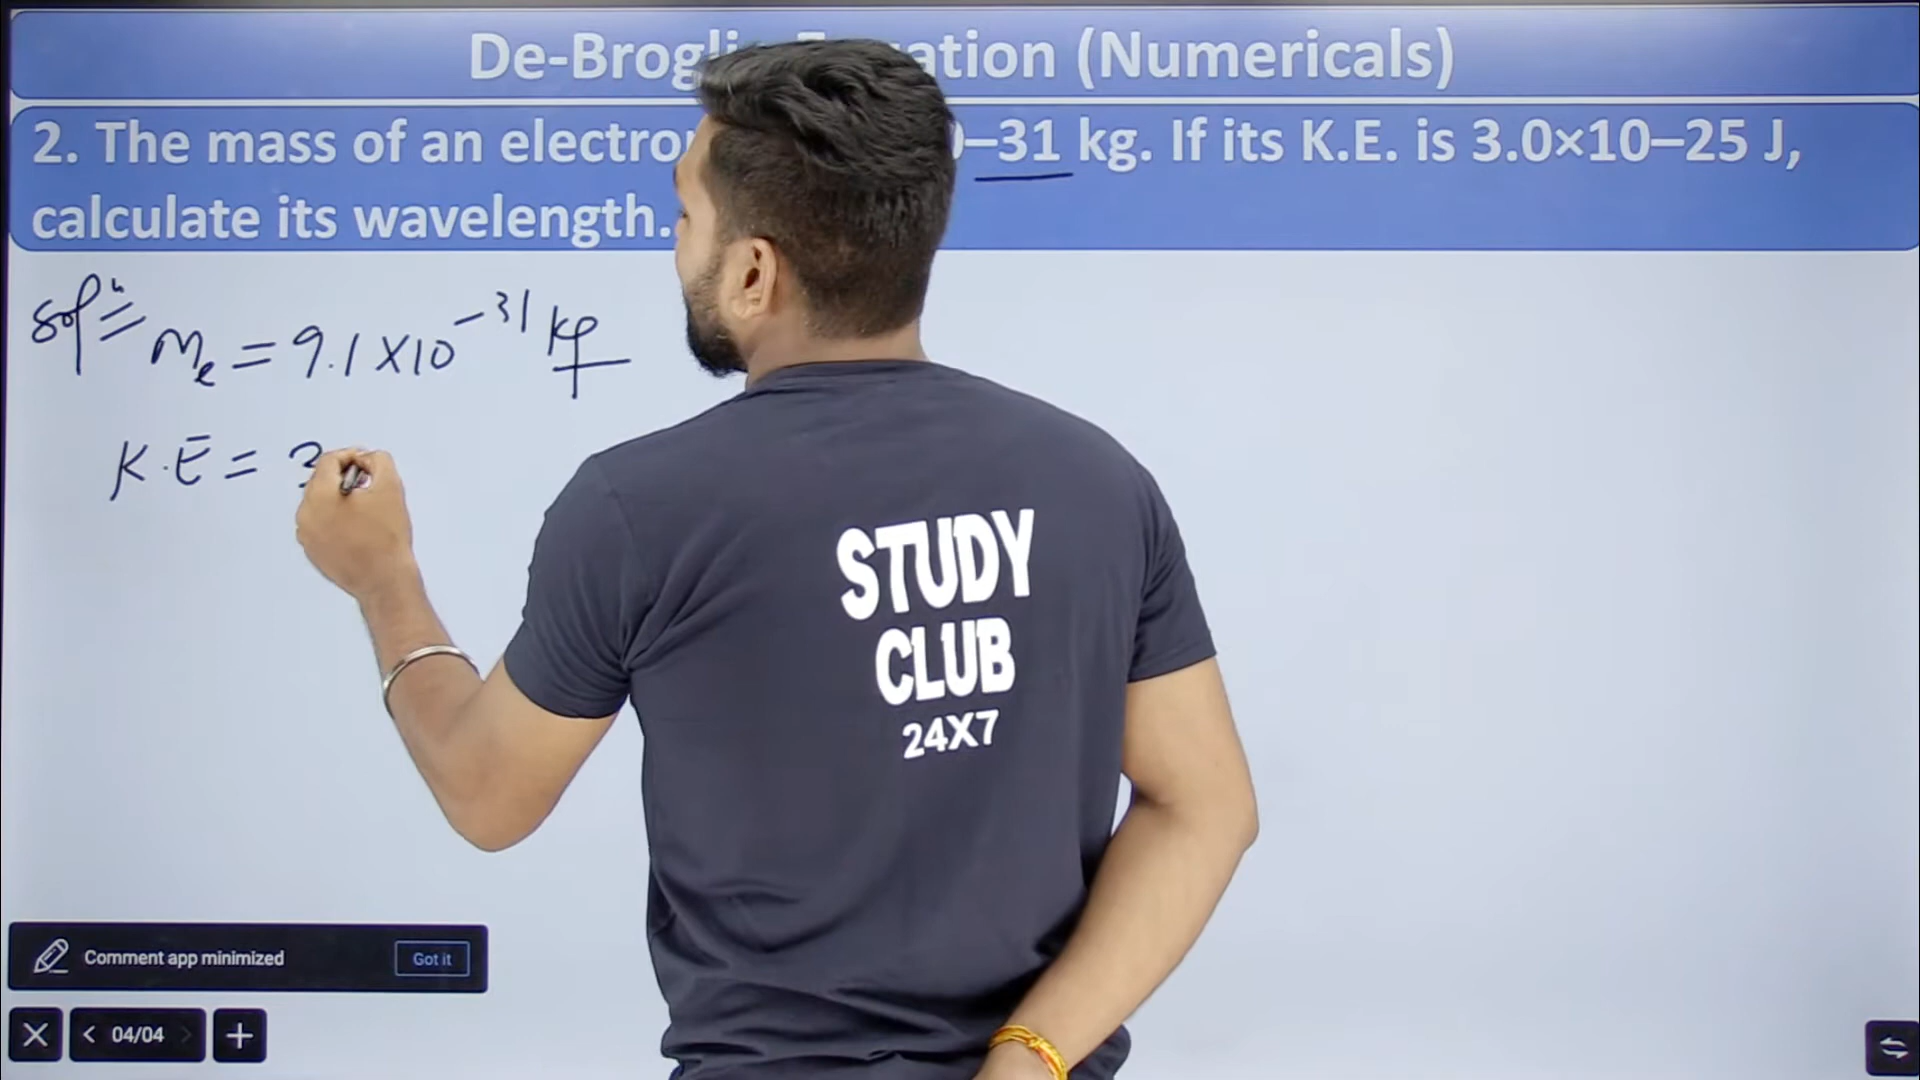 De-Broglie Equation (Numericals)
2. The mass of an electro –31 kg. If its K.E. is 3.0×10–25 J,
calculate its wavelength.
Solⁿ
mₑ = 9.1 X 10⁻³¹ kg
K.E = 3
STUDY
CLUB
24X7
Comment app minimized
Got it
04/04